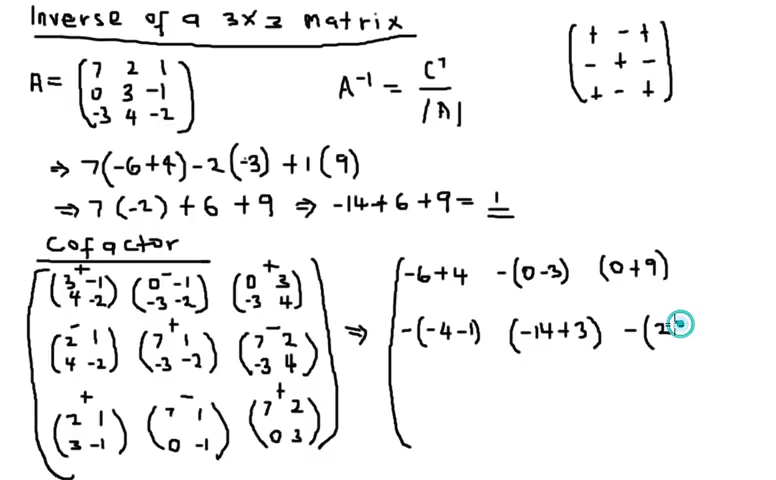 Inverse of a 3x3 Matrix
A = (7 2 1
0 3 -1
-3 4 -2)
A⁻¹ = Cᵀ / |A|
(+ - +
- + -
+ - +)
⇒ 7(-6+4) -2(-3) +1(9)
⇒ 7(-2) + 6 + 9 ⇒ -14+6+9 = 1
Cofactor
+ - +
(3 -1) (0 -1) (0 3)
(4 -2) (-3 -2) (-3 4)
- + -
(2 1) (7 1) (7 2)
(4 -2) (-3 -2) (-3 4)
+ - +
(2 1) (7 1) (7 2)
(3 -1) (0 -1) (0 3)
⇒ (-6+4 -(0-3) (0+9)
-(-4-1) (-14+3) -(2